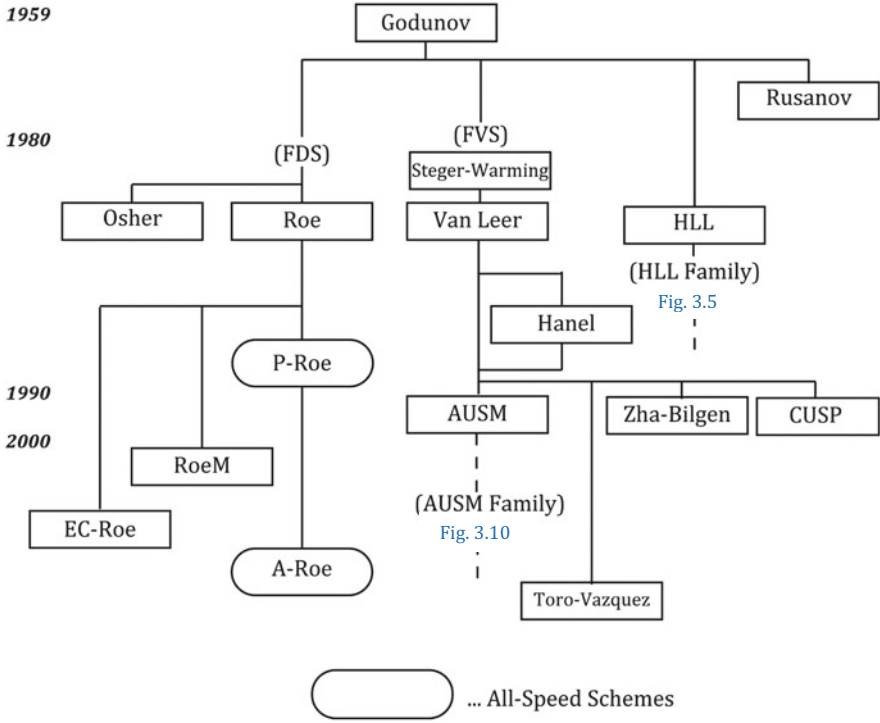 1959
Godunov
Rusanov
1980
(FVS)
(FDS)
Steger-Warming
Osher
Roe
Van Leer
HLL
(HLL Family)
Fig. 3.5
Hanel
P-Roe
1990
AUSM
Zha-Bilgen
CUSP
2000
RoeM
(AUSM Family)
EC-Roe
Fig. 3.10
A-Roe
Toro-Vazquez
... All-Speed Schemes